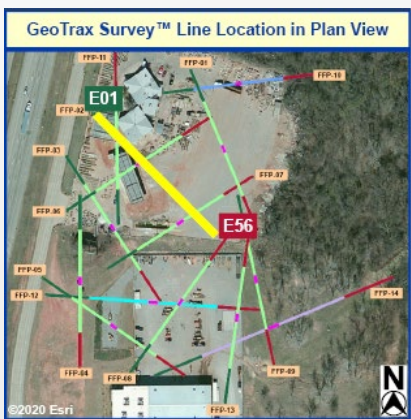 GeoTrax Survey™ Line Location in Plan View
FFP-11
FFP-01
FFP-10
E01
FFP-02
FFP-03
FFP-07
FFP-06
E56
FFP-05
FFP-12
FFP-14
FFP-04
FFP-08
FFP-09
FFP-13
N
©2020 Esri